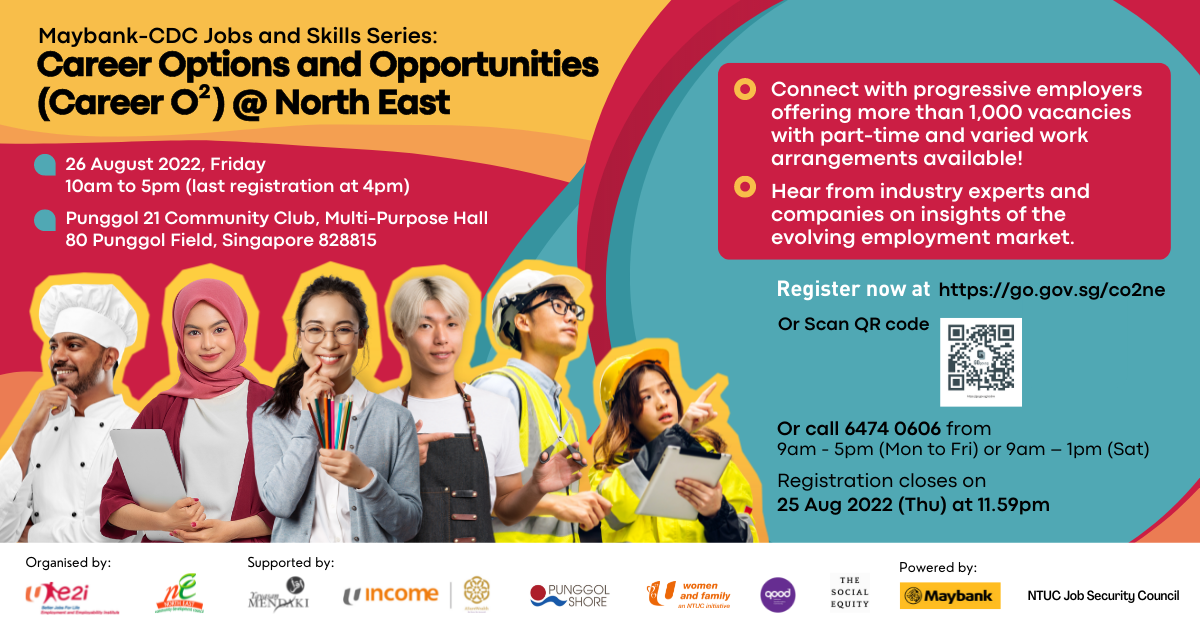 Maybank-CDC Jobs and Skills Series:
Career Options and Opportunities
(Career O²) @ North East
26 August 2022, Friday
10am to 5pm (last registration at 4pm)
Punggol 21 Community Club, Multi-Purpose Hall
80 Punggol Field, Singapore 828815
Connect with progressive employers
offering more than 1,000 vacancies
with part-time and varied work
arrangements available!
Hear from industry experts and
companies on insights of the
evolving employment market.
Register now at https://go.gov.sg/co2ne
Or Scan QR code
Or call 6474 0606 from
9am - 5pm (Mon to Fri) or 9am – 1pm (Sat)
Registration closes on
25 Aug 2022 (Thu) at 11.59pm
Organised by:
e2i
Better Jobs For Life
Employment and Employability Institute
ne
NORTH EAST
Supported by:
Yayasan
MENDAKI
income
PUNGGOL
SHORE
women
and family
an NTUC initiative
qood
THE
SOCIAL
EQUITY
Powered by:
Maybank
NTUC Job Security Council